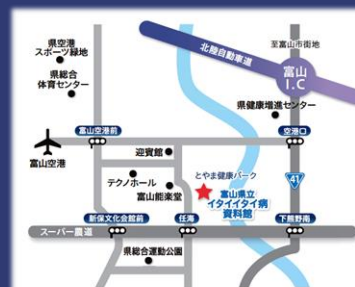 県空港
スポーツ緑地
県総合
体育センター
北陸自動車道
至富山市街地
富山
I.C
県健康増進センター
富山空港前
空港口
富山空港
迎賓館
とやま健康パーク
テクノホール
富山能楽堂
富山県立
イタイイタイ病
資料館
41
新保文化会館前
任海
下熊野南
スーパー農道
県総合運動公園